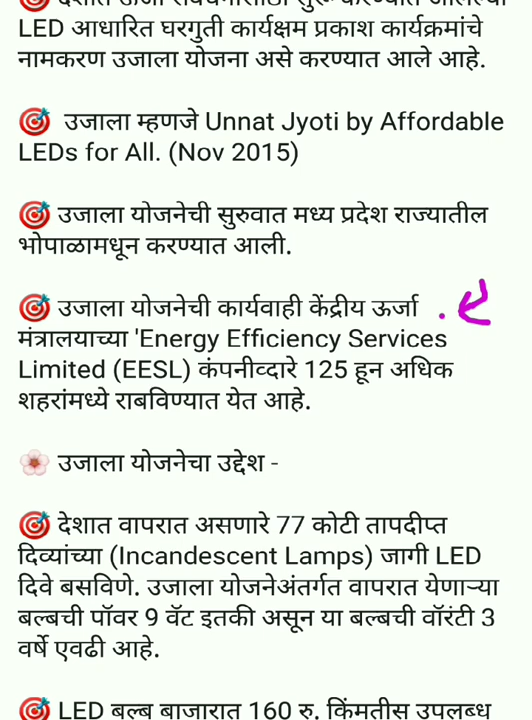 देशात ऊर्जा
LED आधारित घरगुती कार्यक्षम प्रकाश कार्यक्रमांचे
नामकरण उजाला योजना असे करण्यात आले आहे.
उजाला म्हणजे Unnat Jyoti by Affordable
LEDs for All. (Nov 2015)
उजाला योजनेची सुरुवात मध्य प्रदेश राज्यातील
भोपाळामधून करण्यात आली.
उजाला योजनेची कार्यवाही केंद्रीय ऊर्जा
मंत्रालयाच्या 'Energy Efficiency Services
Limited (EESL) कंपनीव्दारे 125 हून अधिक
शहरांमध्ये राबविण्यात येत आहे.
उजाला योजनेचा उद्देश -
देशात वापरात असणारे 77 कोटी तापदीप्त
दिव्यांच्या (Incandescent Lamps) जागी LED
दिवे बसविणे. उजाला योजनेअंतर्गत वापरात येणाऱ्या
बल्बची पॉवर 9 वॅट इतकी असून या बल्बची वॉरंटी 3
वर्षे एवढी आहे.
LED बल्ब बाजारात 160 रु. किंमतीस उपलब्ध